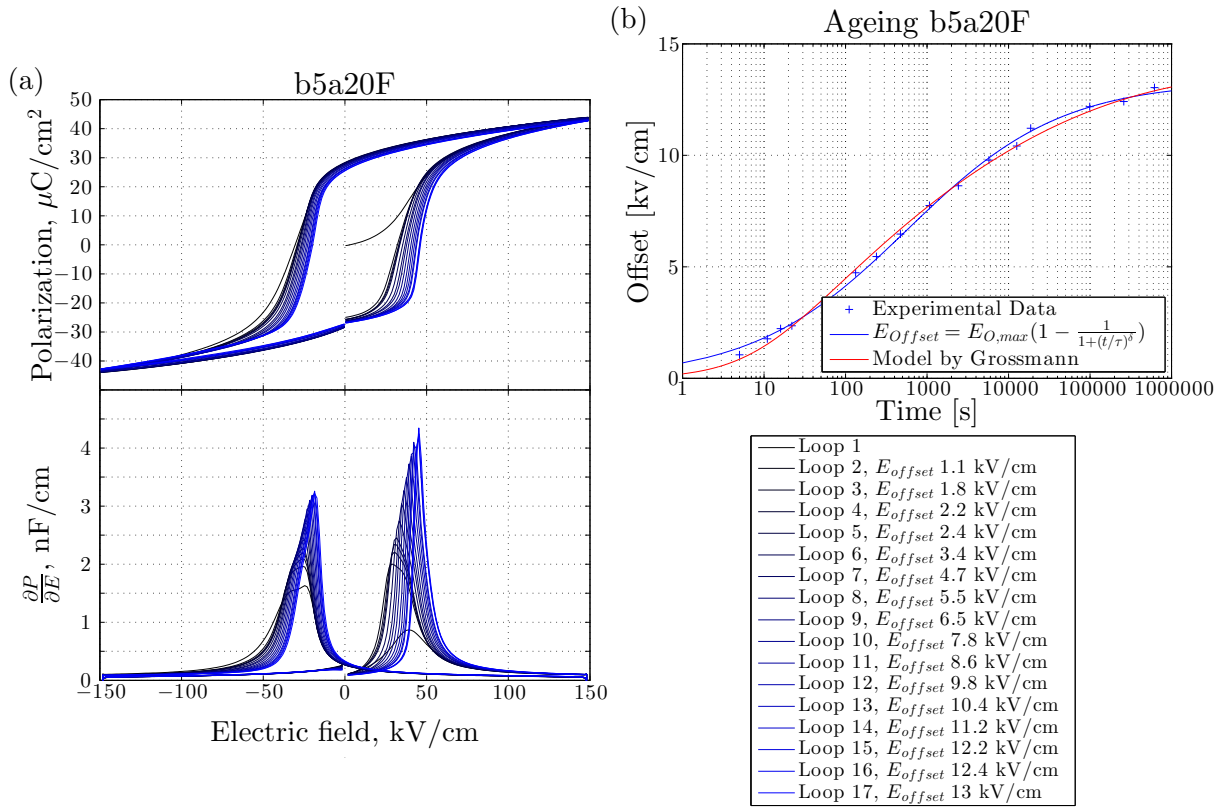 (a)
b5a20F
Polarization, μC/cm²
50
40
30
20
10
0
−10
−20
−30
−40
∂P/∂E, nF/cm
4
3
2
1
0
−150
−100
−50
0
50
100
150
Electric field, kV/cm
(b)
Ageing b5a20F
Offset [kv/cm]
15
10
5
0
+ Experimental Data
E_{Offset} = E_{O,max}(1 − \frac{1}{1+(t/τ)^δ})
Model by Grossmann
1
10
100
1000
10000
100000
1000000
Time [s]
Loop 1
Loop 2, E_{offset} 1.1 kV/cm
Loop 3, E_{offset} 1.8 kV/cm
Loop 4, E_{offset} 2.2 kV/cm
Loop 5, E_{offset} 2.4 kV/cm
Loop 6, E_{offset} 3.4 kV/cm
Loop 7, E_{offset} 4.7 kV/cm
Loop 8, E_{offset} 5.5 kV/cm
Loop 9, E_{offset} 6.5 kV/cm
Loop 10, E_{offset} 7.8 kV/cm
Loop 11, E_{offset} 8.6 kV/cm
Loop 12, E_{offset} 9.8 kV/cm
Loop 13, E_{offset} 10.4 kV/cm
Loop 14, E_{offset} 11.2 kV/cm
Loop 15, E_{offset} 12.2 kV/cm
Loop 16, E_{offset} 12.4 kV/cm
Loop 17, E_{offset} 13 kV/cm